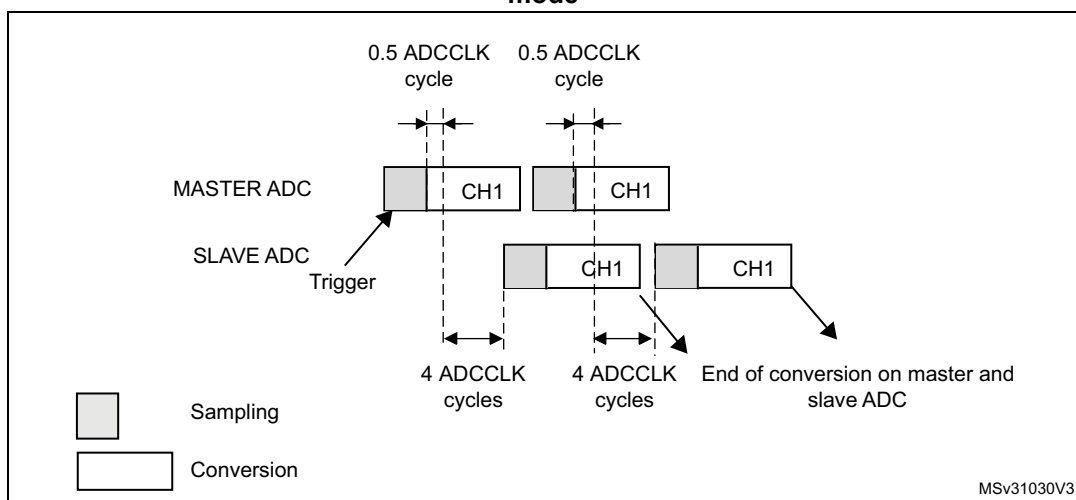 mode
0.5 ADCCLK
cycle
0.5 ADCCLK
cycle
MASTER ADC
CH1
CH1
SLAVE ADC
Trigger
CH1
CH1
4 ADCCLK
cycles
4 ADCCLK
cycles
End of conversion on master and
slave ADC
Sampling
Conversion
MSv31030V3